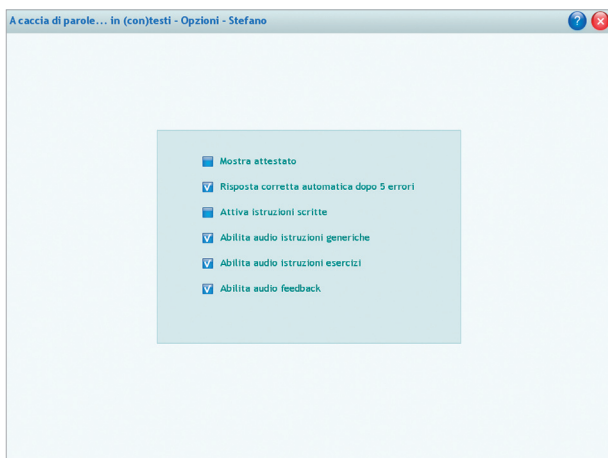 A caccia di parole... in (con)testi - Opzioni - Stefano
?
Mostra attestato
Risposta corretta automatica dopo 5 errori
Attiva istruzioni scritte
Abilita audio istruzioni generiche
Abilita audio istruzioni esercizi
Abilita audio feedback